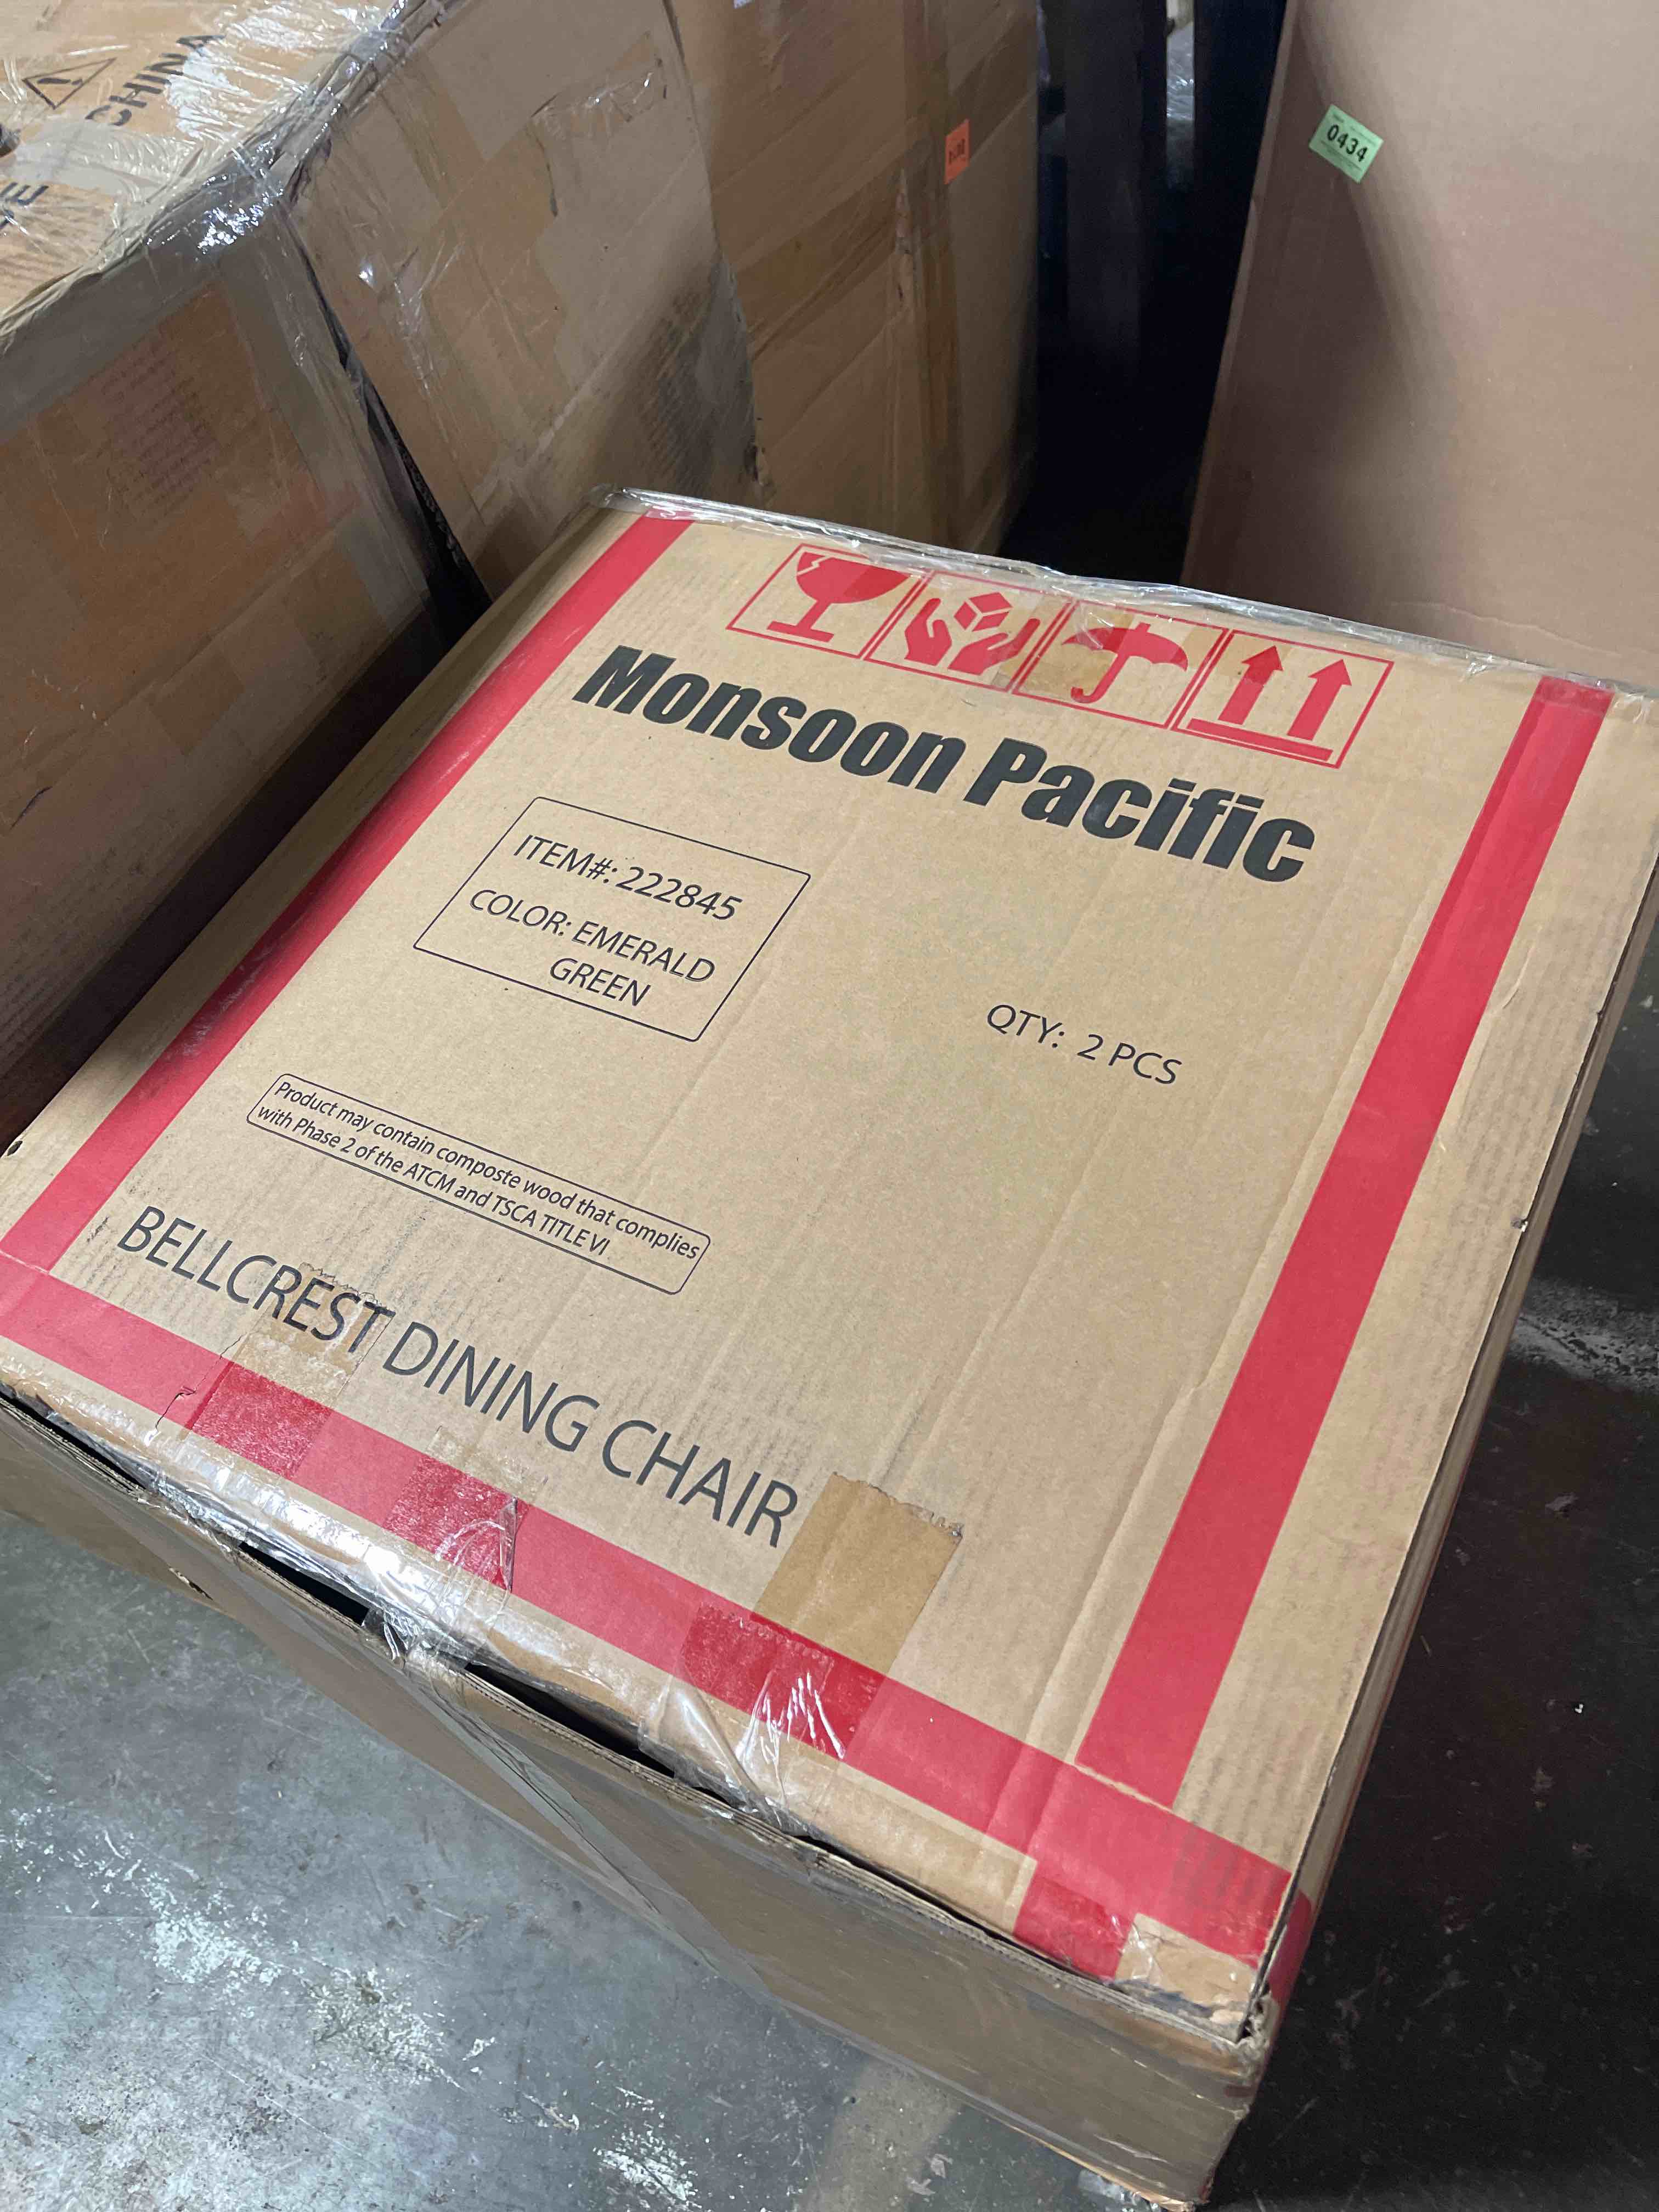 CHINA
0434
Monsoon Pacific
ITEM#: 222845
COLOR: EMERALD
GREEN
QTY: 2 PCS
Product may contain composte wood that complies
with Phase 2 of the ATCM and TSCA TITLE VI
BELLCREST DINING CHAIR